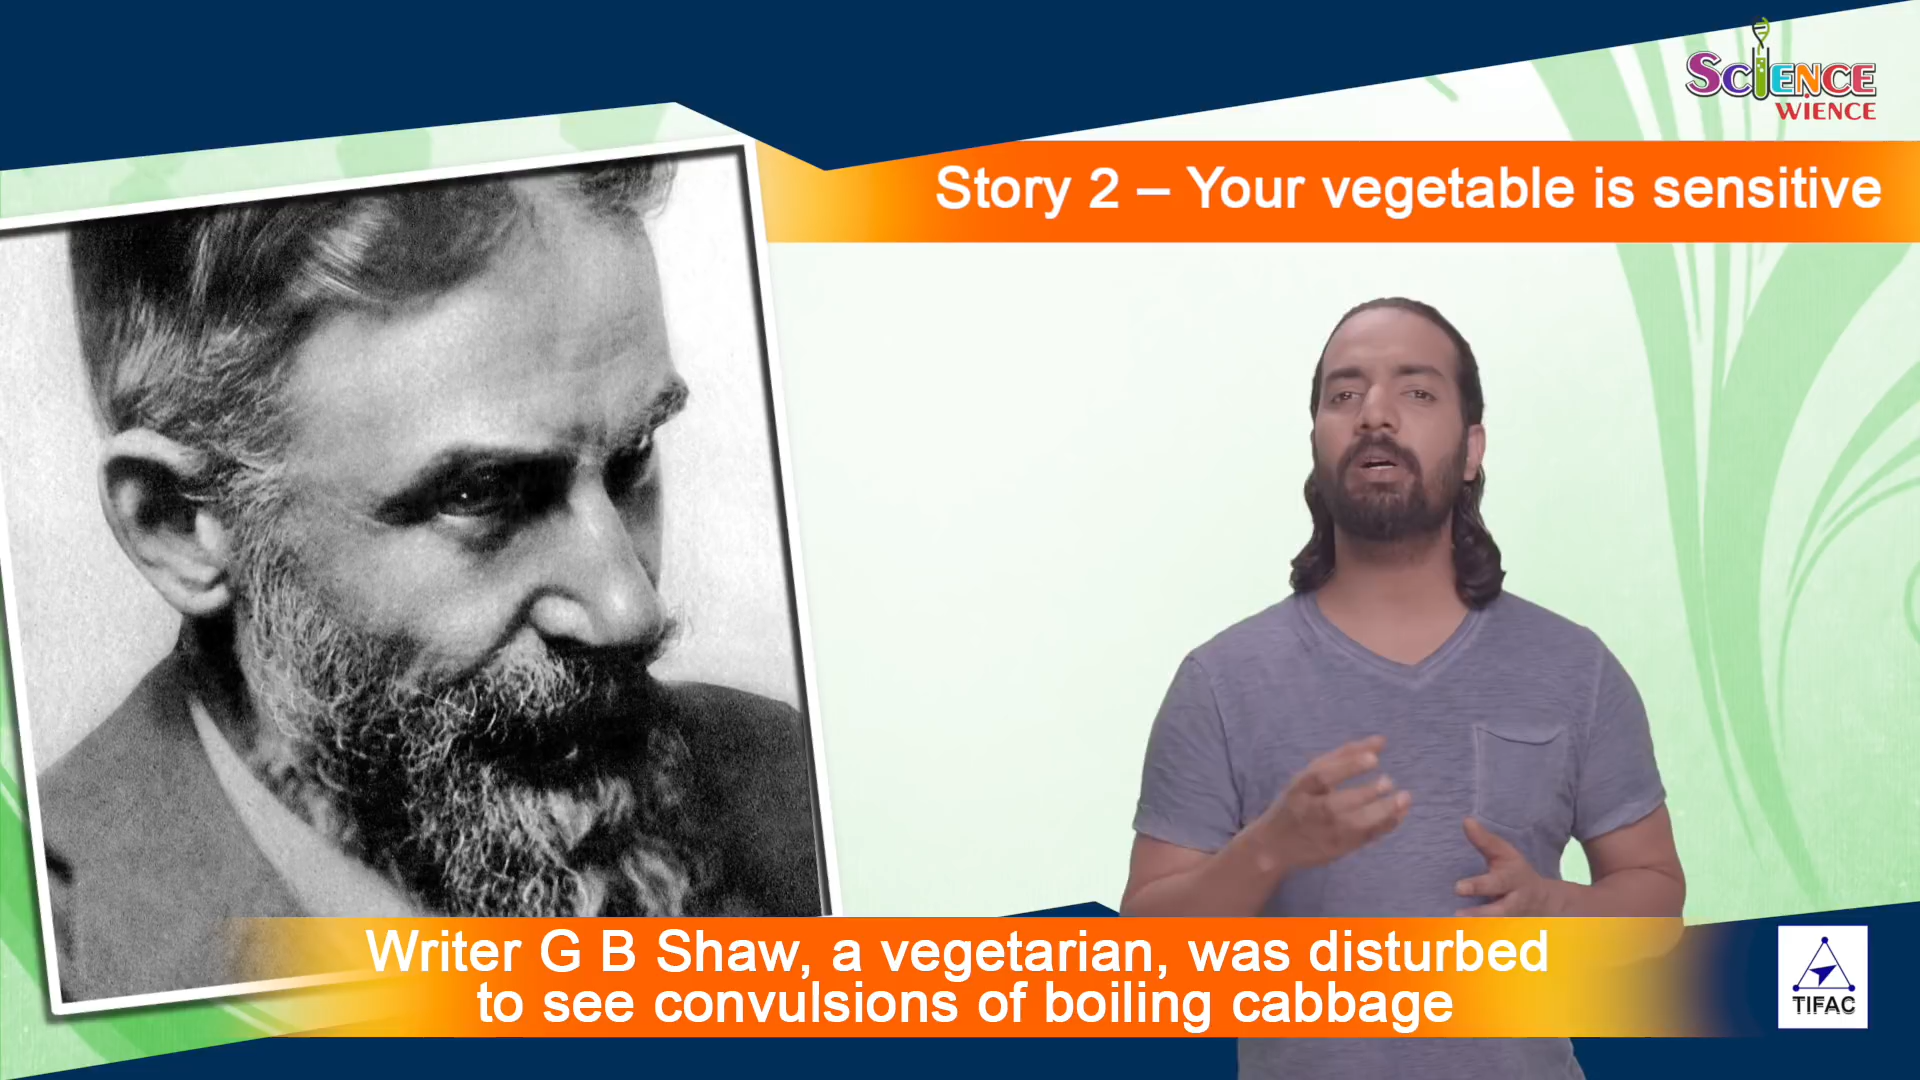 SCIENCE
WIENCE
Story 2 – Your vegetable is sensitive
Writer G B Shaw, a vegetarian, was disturbed
to see convulsions of boiling cabbage
TIFAC